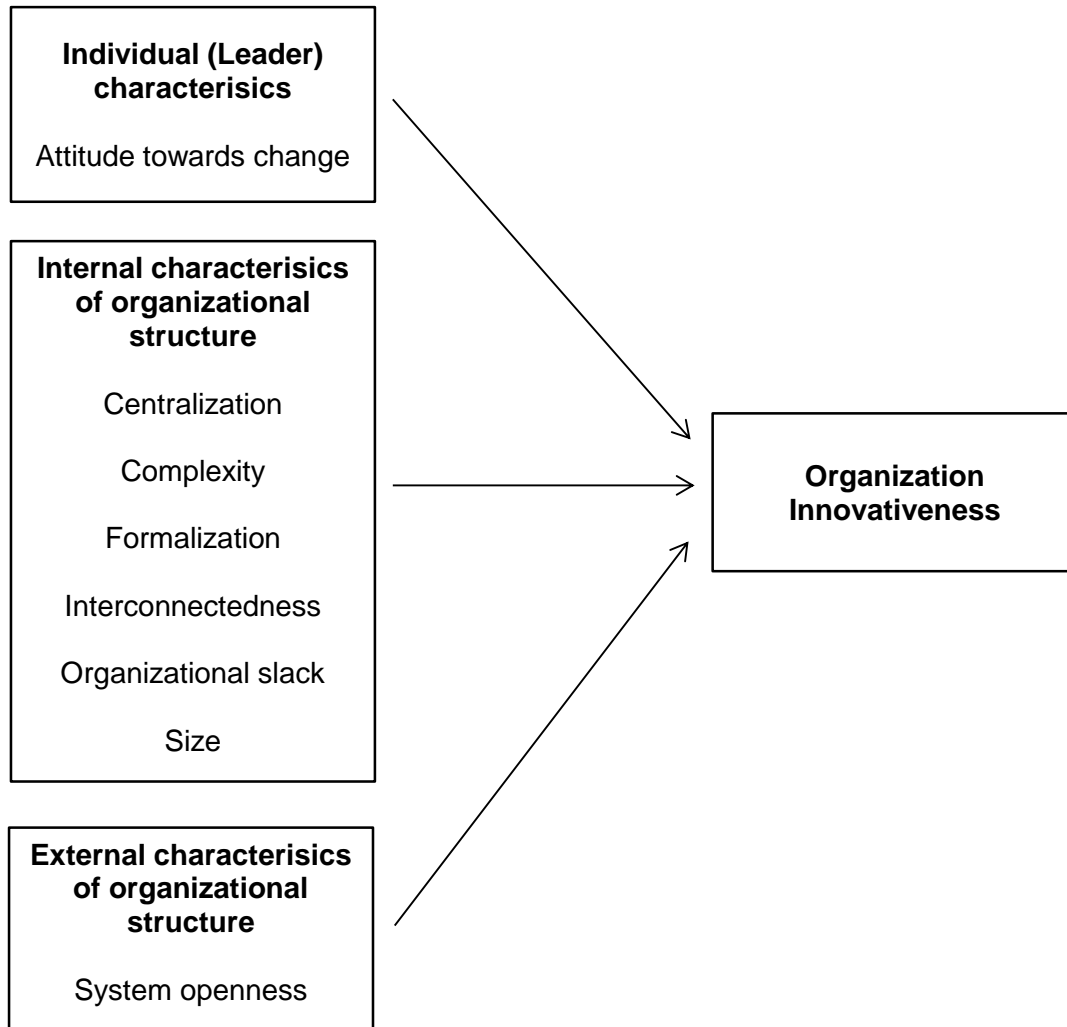 Individual (Leader)
characterisics
Attitude towards change
Internal characterisics
of organizational
structure
Centralization
Complexity
Formalization
Interconnectedness
Organizational slack
Size
External characterisics
of organizational
structure
System openness
Organization
Innovativeness